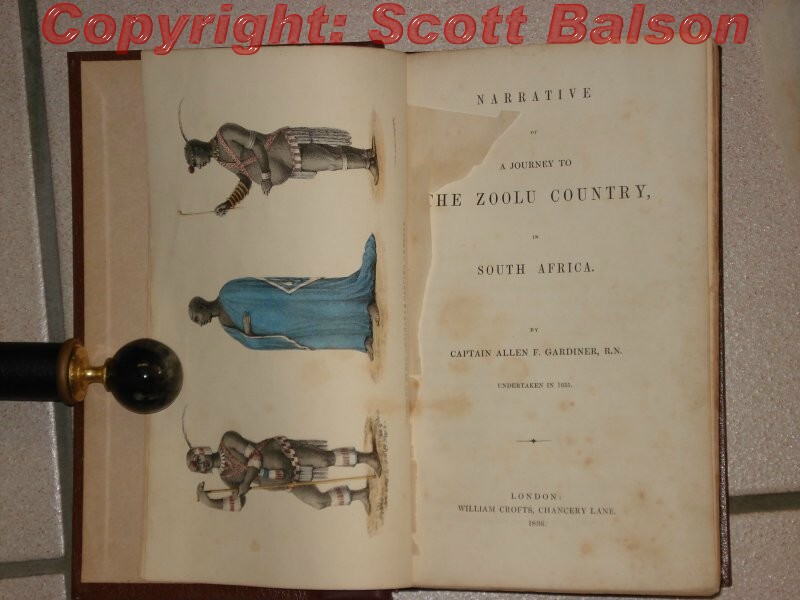 Copyright: Scott Balson
NARRATIVE
OF
A JOURNEY TO
THE ZOOLU COUNTRY,
IN
SOUTH AFRICA.
BY
CAPTAIN ALLEN F. GARDINER, R.N.
UNDERTAKEN IN 1835.
LONDON:
WILLIAM CROFTS, CHANCERY LANE.
1836.